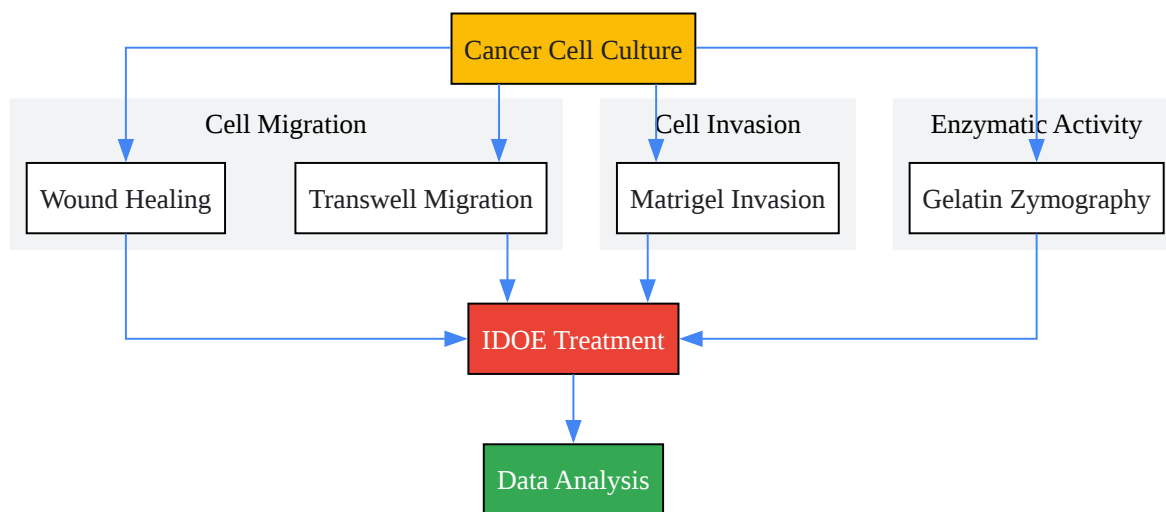 Cancer Cell Culture
Cell Migration
Cell Invasion
Enzymatic Activity
Wound Healing
Transwell Migration
Matrigel Invasion
Gelatin Zymography
IDOE Treatment
Data Analysis